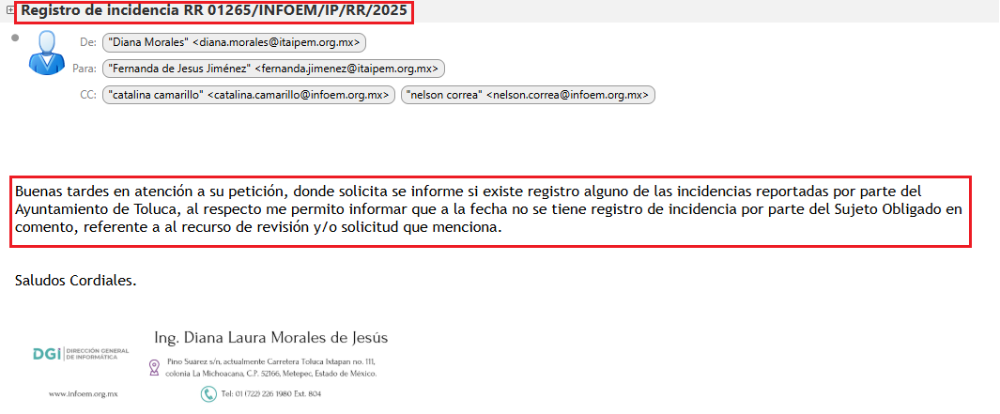 Registro de incidencia RR 01265/INFOEM/IP/RR/2025
De: "Diana Morales" <diana.morales@itaipem.org.mx>
Para: "Fernanda de Jesus Jiménez" <fernanda.jimenez@itaipem.org.mx>
CC: "catalina camarillo" <catalina.camarillo@infoem.org.mx> "nelson correa" <nelson.correa@infoem.org.mx>
Buenas tardes en atención a su petición, donde solicita se informe si existe registro alguno de las incidencias reportadas por parte del
Ayuntamiento de Toluca, al respecto me permito informar que a la fecha no se tiene registro de incidencia por parte del Sujeto Obligado en
comento, referente a al recurso de revisión y/o solicitud que menciona.
Saludos Cordiales.
Ing. Diana Laura Morales de Jesús
DGi DIRECCIÓN GENERAL
DE INFORMÁTICA
Pino Suárez s/n, actualmente Carretera Toluca Ixtapan no. 111,
colonia La Michoacana, C.P. 52166, Metepec, Estado de México.
www.infoem.org.mx
Tel: 01 (722) 226 1980 Ext. 804